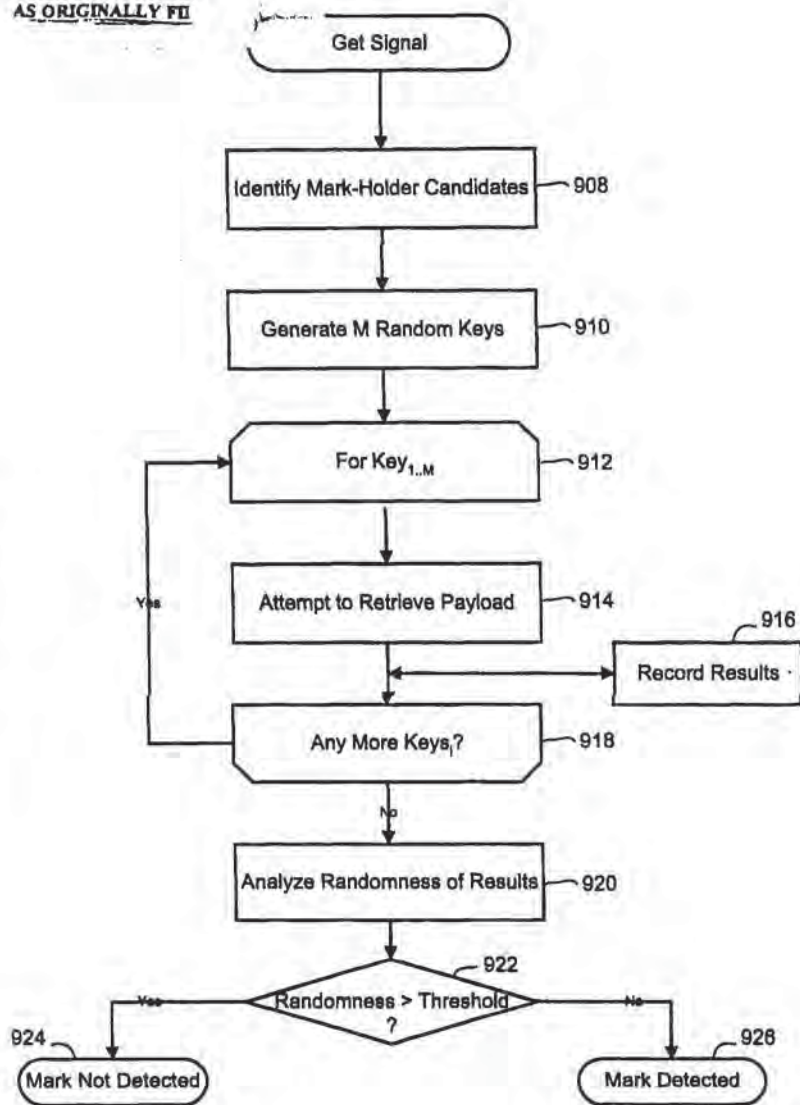 AS ORIGINALLY
Get Signal
Identify Mark-Holder Candidates
908
Generate M Random Keys
910
For Key1..M
912
Yes
Attempt to Retrieve Payload
914
916
Record Results
Any More Keysi?
918
No
Analyze Randomness of Results
920
922
Randomness > Threshold
?
Yes
No
924
Mark Not Detected
926
Mark Detected